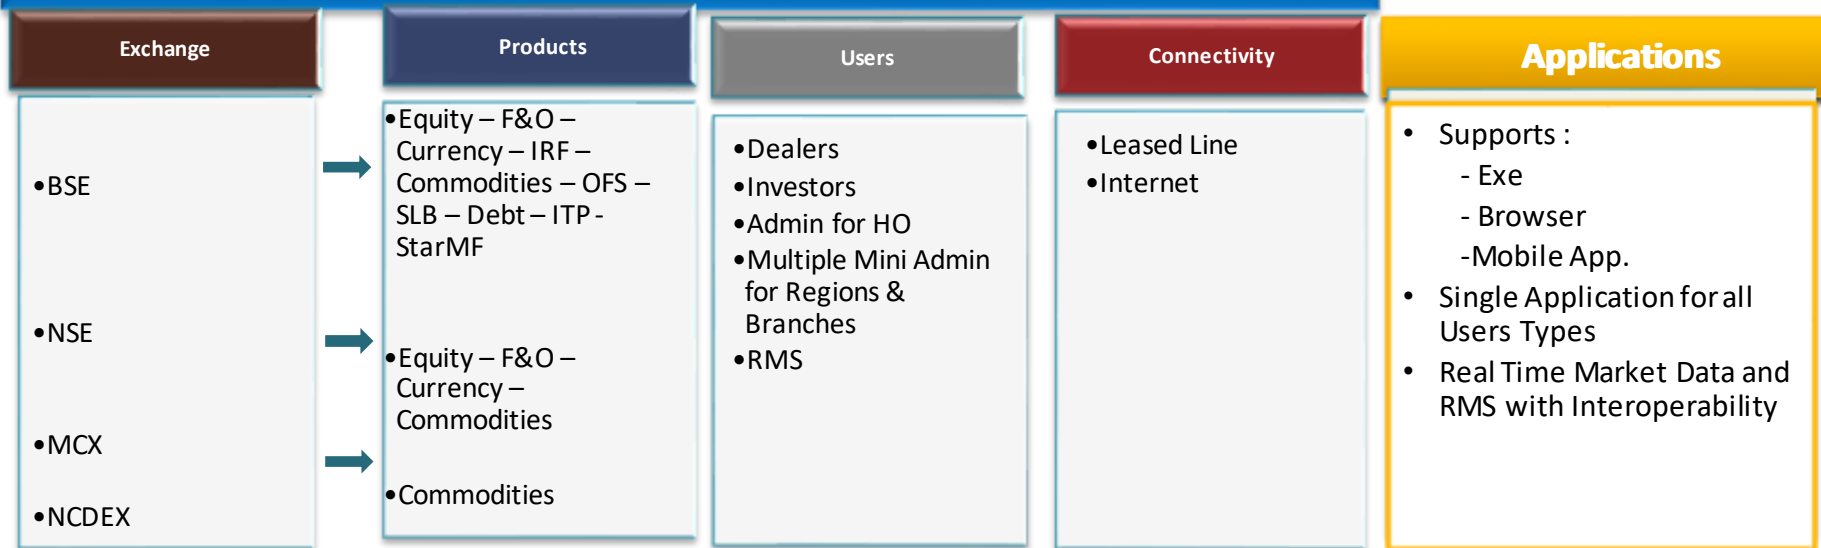 Exchange
•BSE
•NSE
•MCX
•NCDEX
Products
•Equity – F&O –
Currency – IRF –
Commodities – OFS –
SLB – Debt – ITP -
StarMF
•Equity – F&O –
Currency –
Commodities
•Commodities
Users
•Dealers
•Investors
•Admin for HO
•Multiple Mini Admin
for Regions &
Branches
•RMS
Connectivity
•Leased Line
•Internet
Applications
• Supports :
- Exe
- Browser
-Mobile App.
• Single Application for all
Users Types
• Real Time Market Data and
RMS with Interoperability